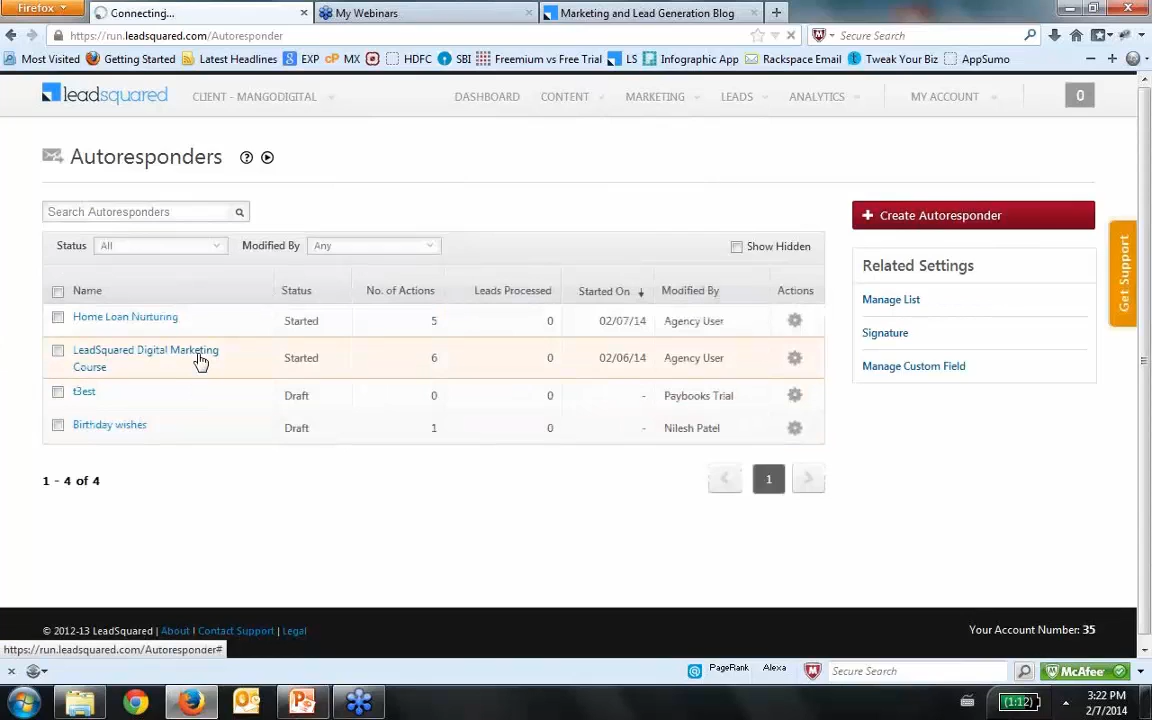 Firefox
Connecting...
My Webinars
Marketing and Lead Generation Blog
https://run.leadsquared.com/Autoresponder
Secure Search
Most Visited
Getting Started
Latest Headlines
EXP
MX
HDFC
SBI
Freemium vs Free Trial
LS
Infographic App
Rackspace Email
Tweak Your Biz
AppSumo
leadsquared
CLIENT - MANGODIGITAL
DASHBOARD
CONTENT
MARKETING
LEADS
ANALYTICS
MY ACCOUNT
0
Autoresponders
Search Autoresponders
Create Autoresponder
Status
All
Modified By
Any
Show Hidden
Get Support
Related Settings
Name Status No. of Actions Leads Processed Started On Modified By Actions
Manage List
Home Loan Nurturing Started 5 0 02/07/14 Agency User
Signature
LeadSquared Digital Marketing
Course
Started 6 0 02/06/14 Agency User
Manage Custom Field
t3est Draft 0 0 - Paybooks Trial
Birthday wishes Draft 1 0 - Nilesh Patel
1 - 4 of 4
1
© 2012-13 LeadSquared | About | Contact Support | Legal
Your Account Number: 35
https://run.leadsquared.com/Autoresponder#
PageRank
Alexa
Secure Search
McAfee
(1:12)
3:22 PM
2/7/2014